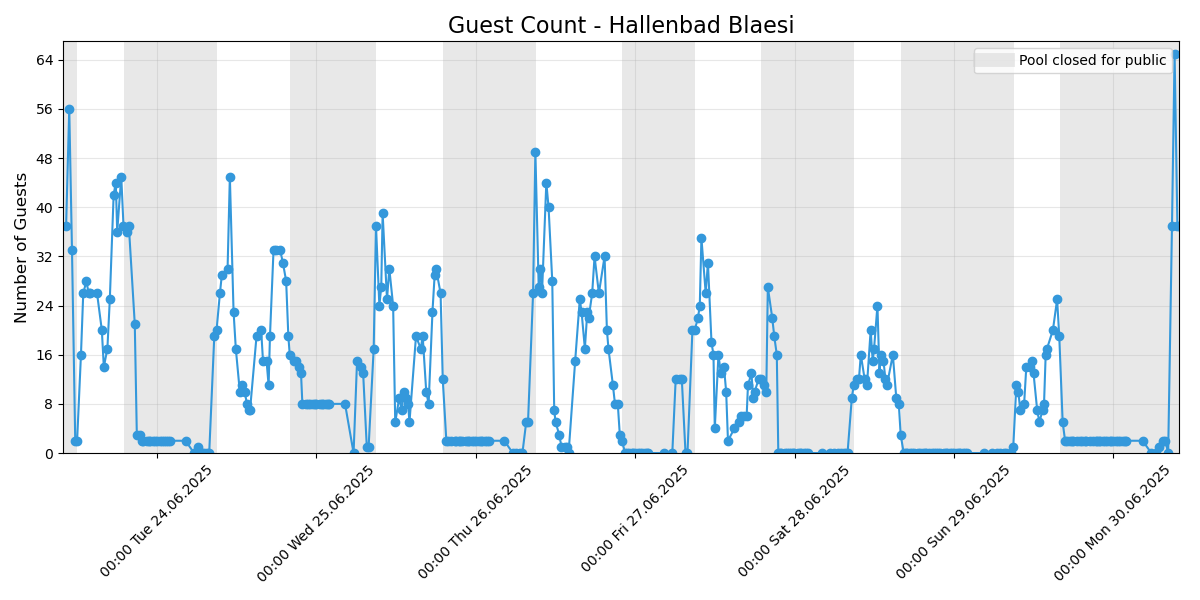 Guest Count - Hallenbad Blaesi
Pool closed for public
Number of Guests
64
56
48
40
32
24
16
8
0
00:00 Tue 24.06.2025
00:00 Wed 25.06.2025
00:00 Thu 26.06.2025
00:00 Fri 27.06.2025
00:00 Sat 28.06.2025
00:00 Sun 29.06.2025
00:00 Mon 30.06.2025